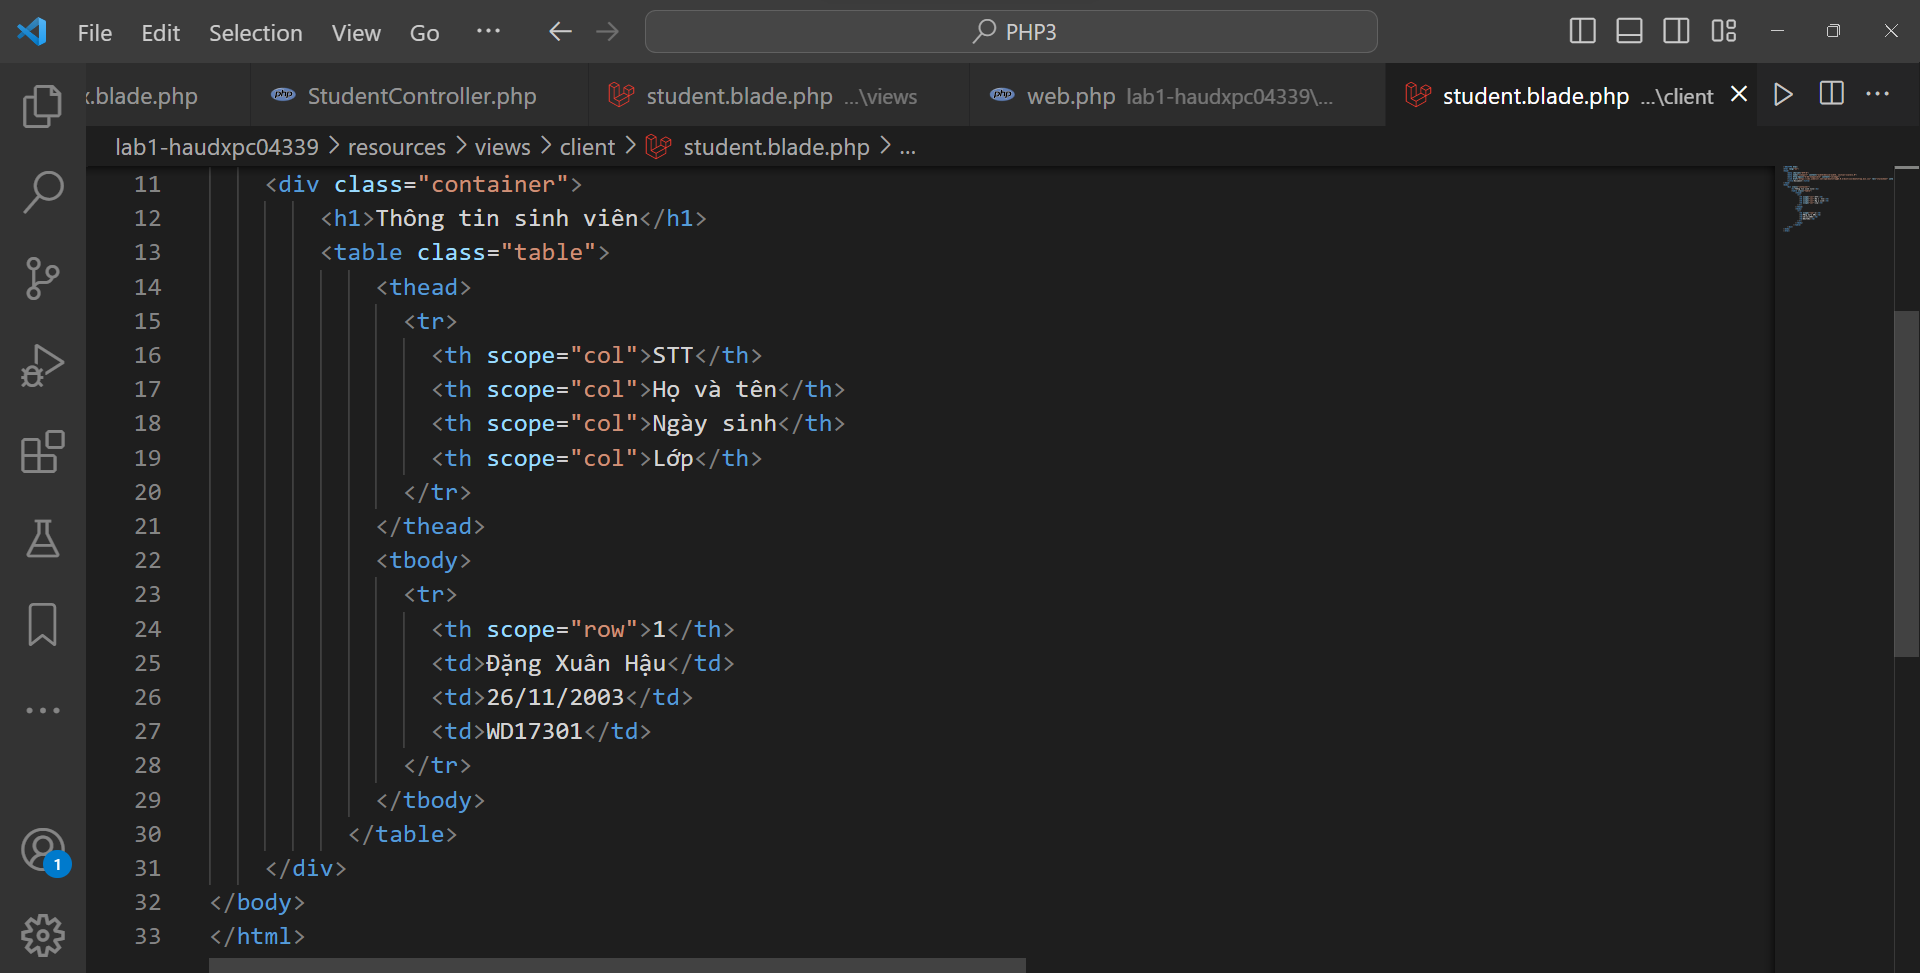 File Edit Selection View Go ··· PHP3
x.blade.php StudentController.php student.blade.php ...\views web.php lab1-haudxpc04339\... student.blade.php ...\client
lab1-haudxpc04339 > resources > views > client > student.blade.php > ...
11 <div class="container">
12 <h1>Thông tin sinh viên</h1>
13 <table class="table">
14 <thead>
15 <tr>
16 <th scope="col">STT</th>
17 <th scope="col">Họ và tên</th>
18 <th scope="col">Ngày sinh</th>
19 <th scope="col">Lớp</th>
20 </tr>
21 </thead>
22 <tbody>
23 <tr>
24 <th scope="row">1</th>
25 <td>Đặng Xuân Hậu</td>
26 <td>26/11/2003</td>
27 <td>WD17301</td>
28 </tr>
29 </tbody>
30 </table>
31 </div>
32 </body>
33 </html>
1